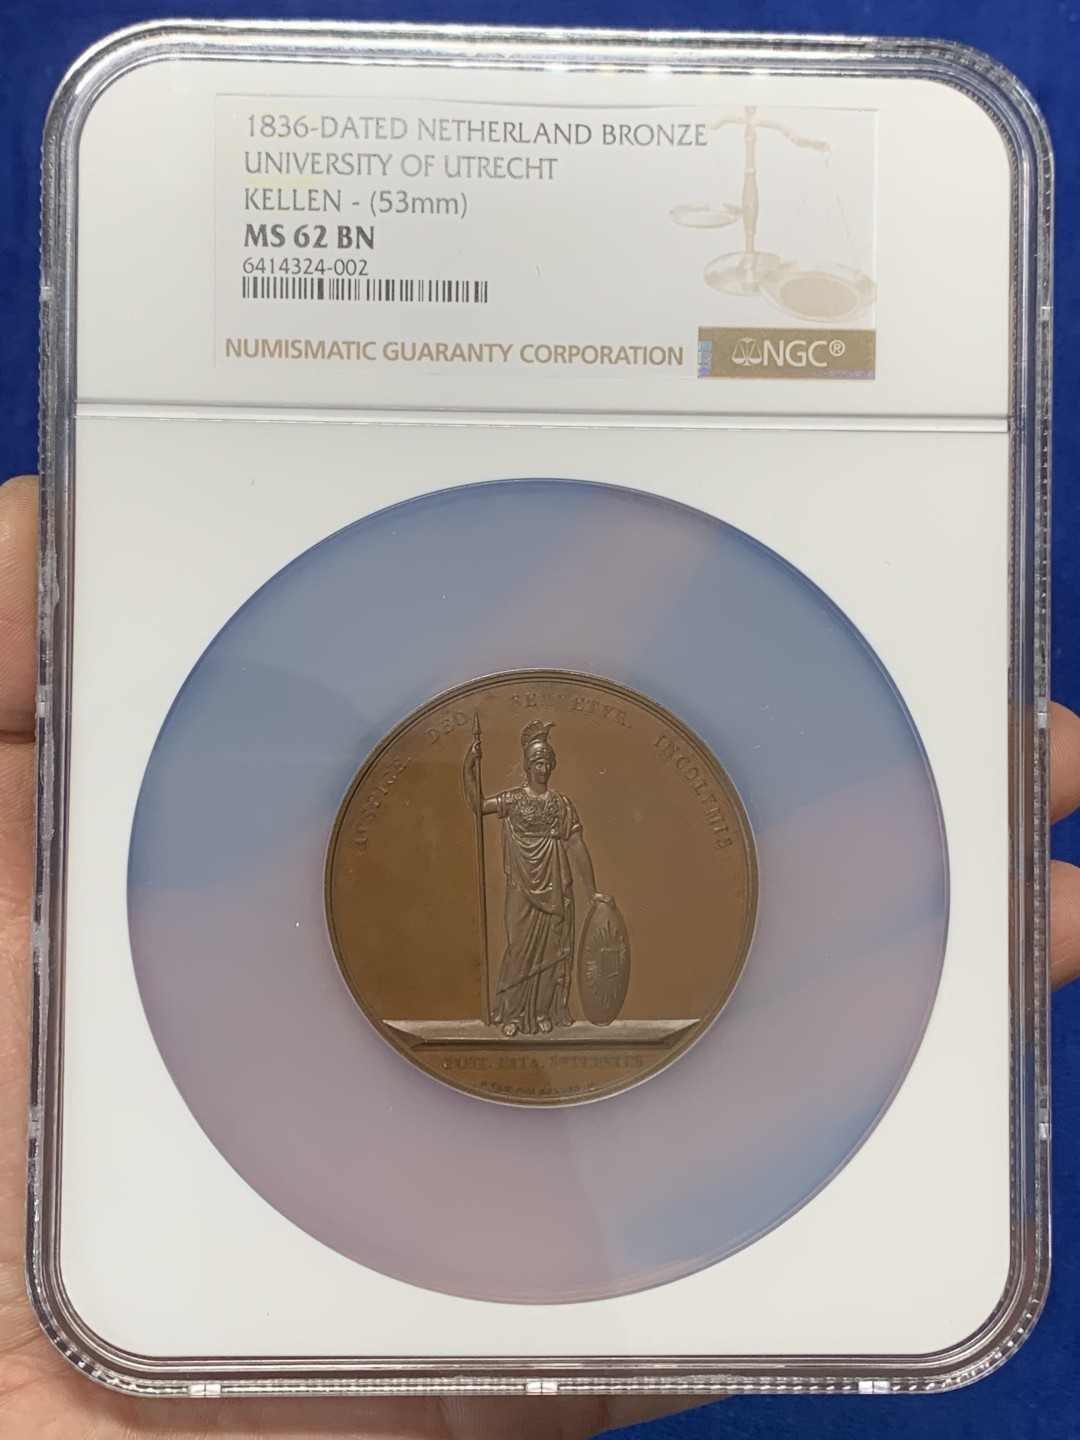 1836-DATED NETHERLAND BRONZE
UNIVERSITY OF UTRECHT
KELLEN - (53mm)
MS 62 BN
6414324-002
NUMISMATIC GUARANTY CORPORATION
NGC®
AUSPICE. DEO SERVETVR. INCOLVMIS
POST. FATA. SVPERSTES